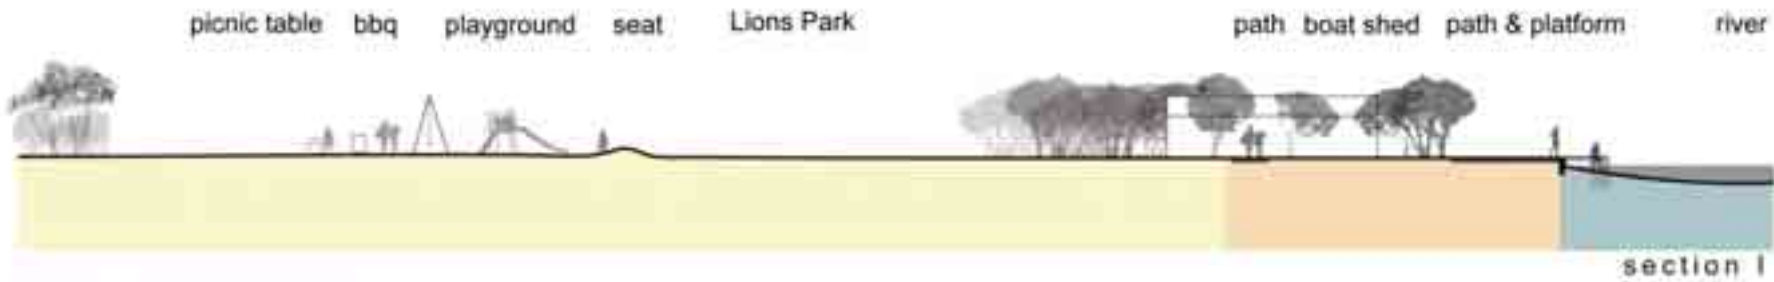 picnic table bbq playground seat Lions Park path boat shed path & platform river
section I